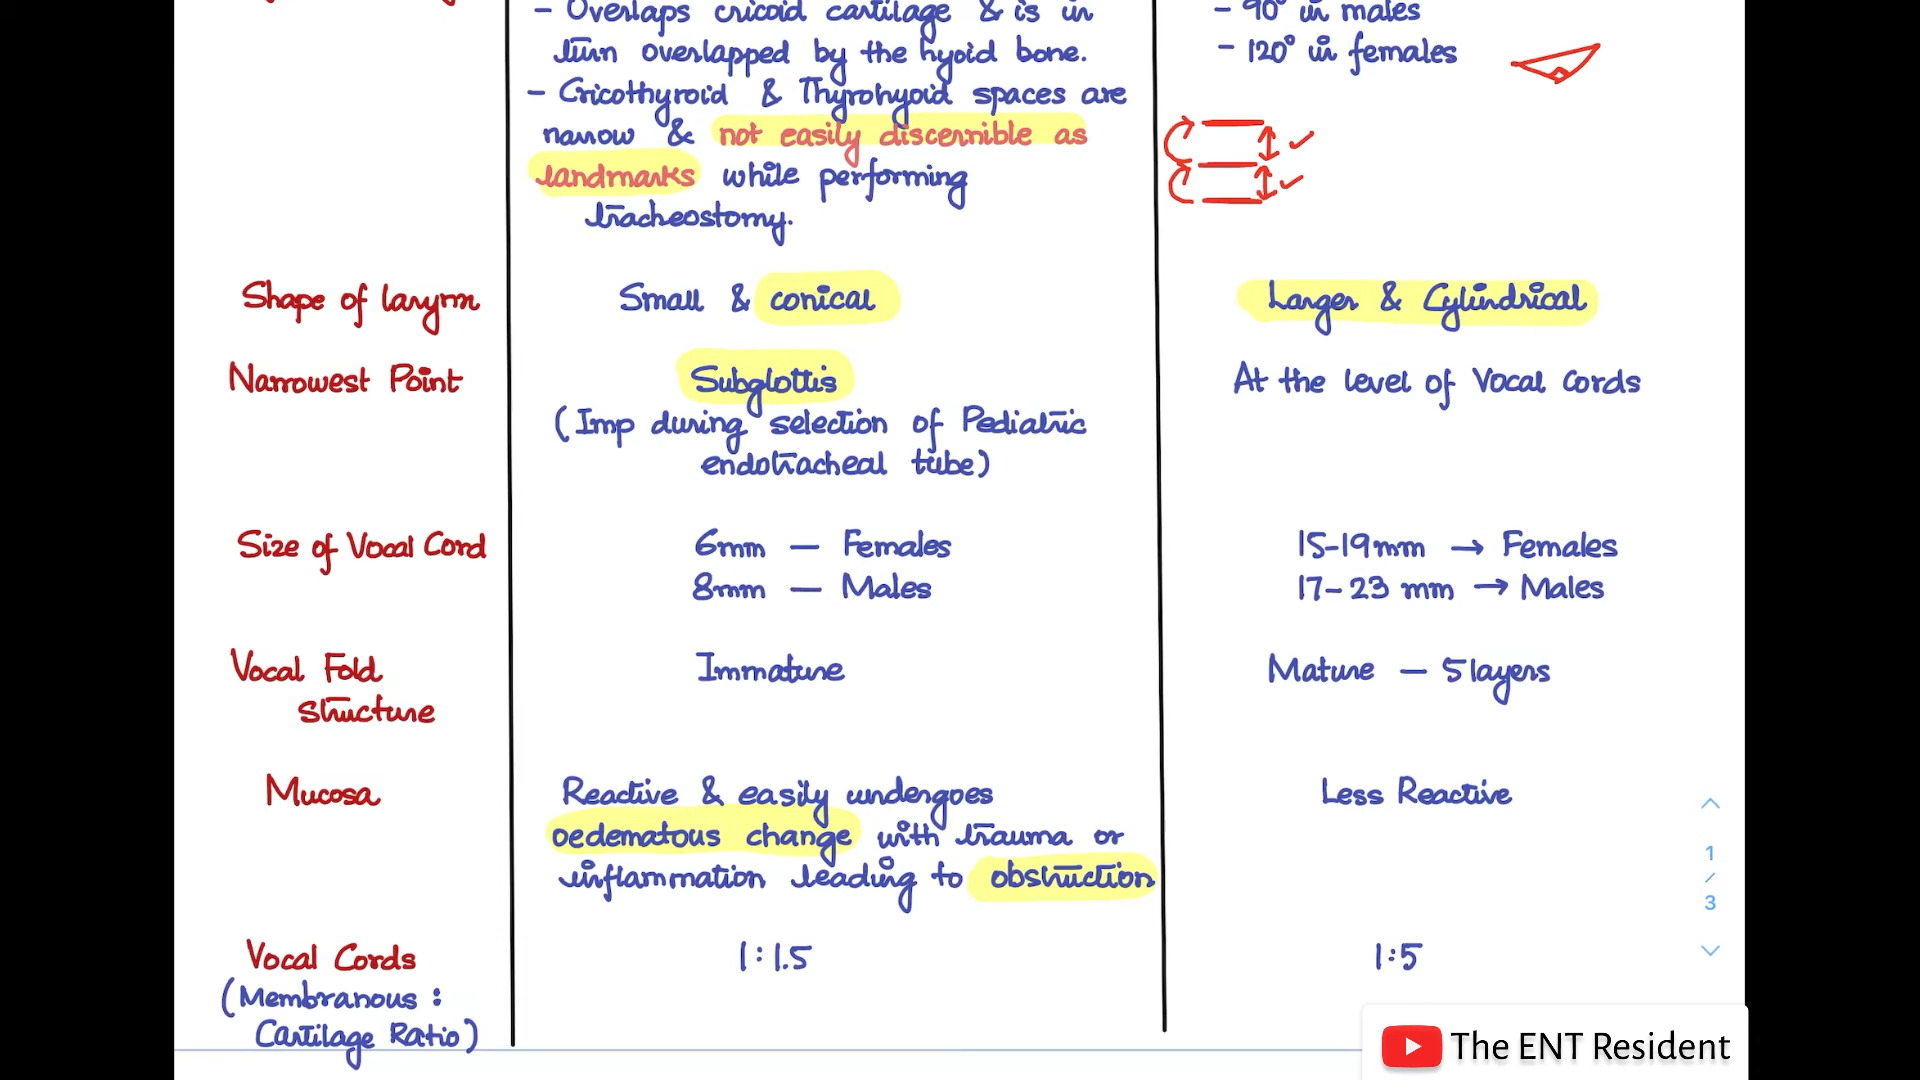 - Overlaps cricoid cartilage & is in - 90° in males
turn overlapped by the hyoid bone. - 120° in females
- Cricothyroid & Thyrohyoid spaces are
narrow & not easily discernible as
landmarks while performing
tracheostomy.
Shape of larynx Small & conical Larger & Cylindrical
Narrowest Point Subglottis At the level of Vocal Cords
(Imp during selection of Pediatric
endotracheal tube)
Size of Vocal Cord 6mm — Females 15-19mm → Females
8mm — Males 17-23 mm → Males
Vocal Fold Immature Mature — 5 layers
structure
Mucosa Reactive & easily undergoes Less Reactive
oedematous change with trauma or
inflammation leading to obstruction
Vocal Cords 1:1.5 1:5
(Membranous :
Cartilage Ratio)
1
/
3
The ENT Resident